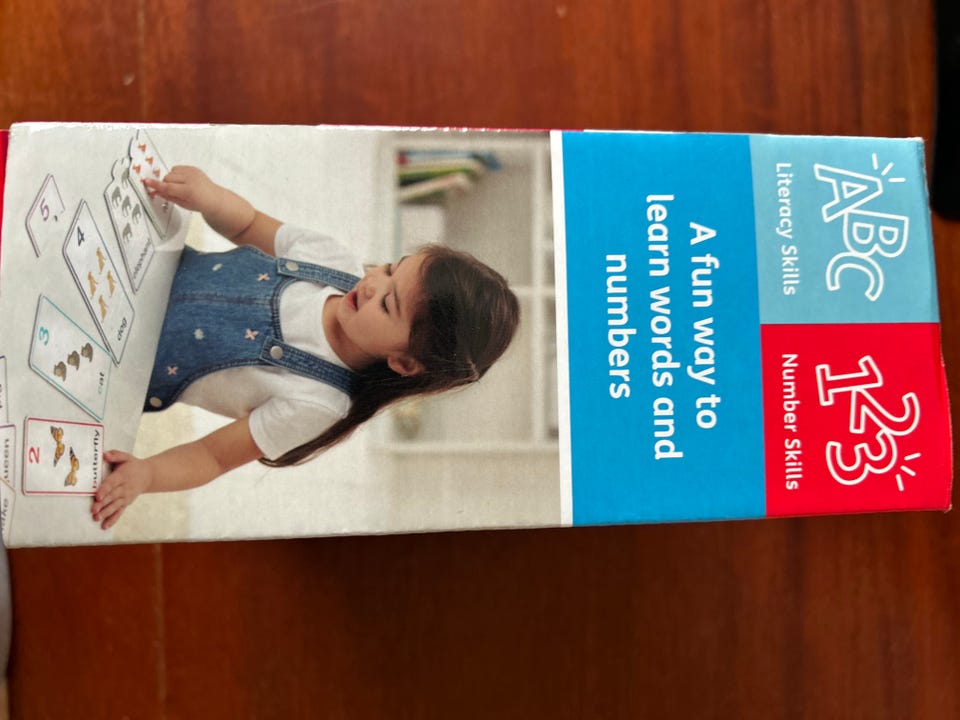 ABC
Literacy Skills
123
Number Skills
A fun way to
learn words and
numbers
5
4
dog
3
cat
2
butterfly